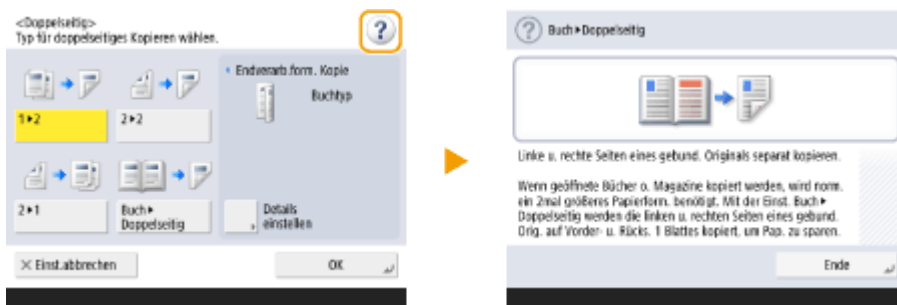 <Doppelseitig>
Typ für doppelseitiges Kopieren wählen.
?
Endverarb.form. Kopie
Buchtyp
1▶2
2▶2
2▶1
Buch▶
Doppelseitig
Details
einstellen
× Einst.abbrechen
OK
? Buch▶Doppelseitig
Linke u. rechte Seiten eines gebund. Originals separat kopieren.
Wenn geöffnete Bücher o. Magazine kopiert werden, wird norm.
ein 2mal größeres Papierform. benötigt. Mit der Einst. Buch▶
Doppelseitig werden die linken u. rechten Seiten eines gebund.
Orig. auf Vorder- u. Rücks. 1 Blattes kopiert, um Pap. zu sparen.
Ende